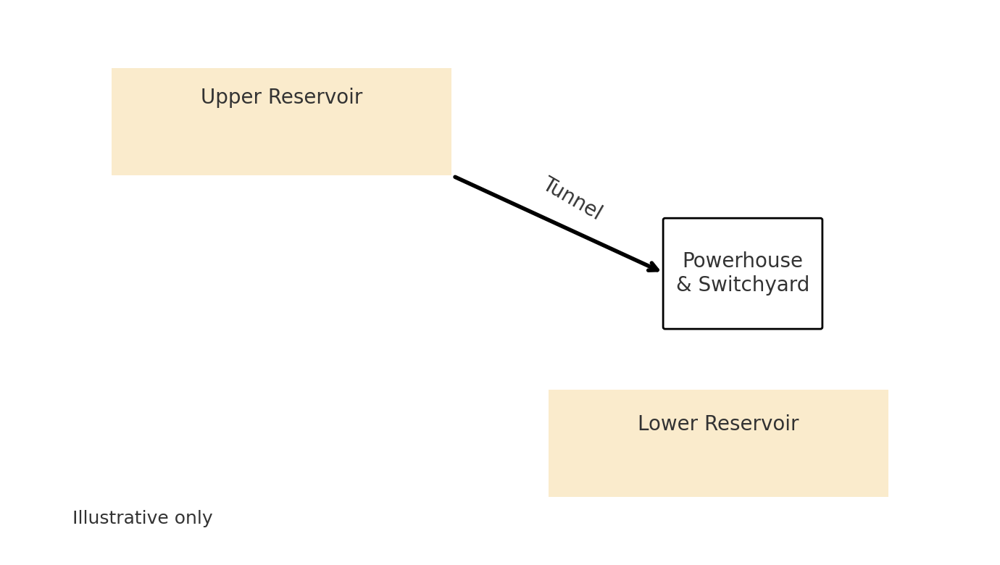 Upper Reservoir
Tunnel
Powerhouse
& Switchyard
Lower Reservoir
Illustrative only